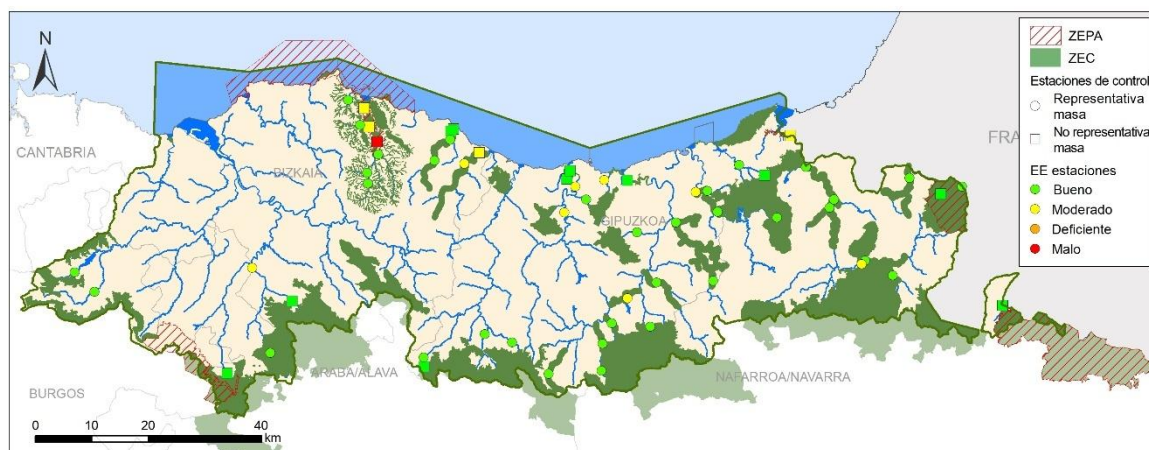 N
CANTABRIA
BIZKAIA
GIPUZKOA
ARABA/ÁLAVA
NAFARROA/NAVARRA
BURGOS
FRA
0 10 20 40
km
ZEPA
ZEC
Estaciones de control
Representativa
masa
No representativa
masa
EE estaciones
Bueno
Moderado
Deficiente
Malo